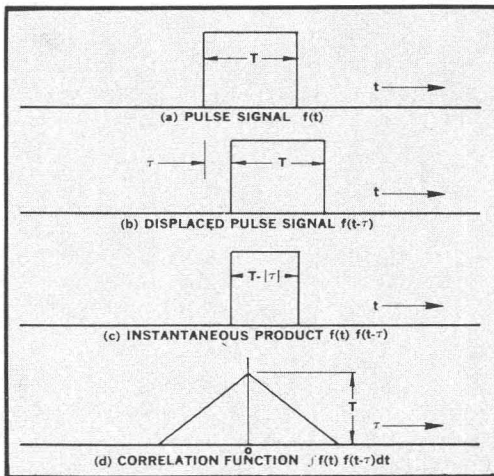 T
t
(a) PULSE SIGNAL f(t)
τ
T
t
(b) DISPLACED PULSE SIGNAL f(t-τ)
T-|τ|
t
(c) INSTANTANEOUS PRODUCT f(t) f(t-τ)
T
τ
0
(d) CORRELATION FUNCTION ∫f(t) f(t-τ)dt